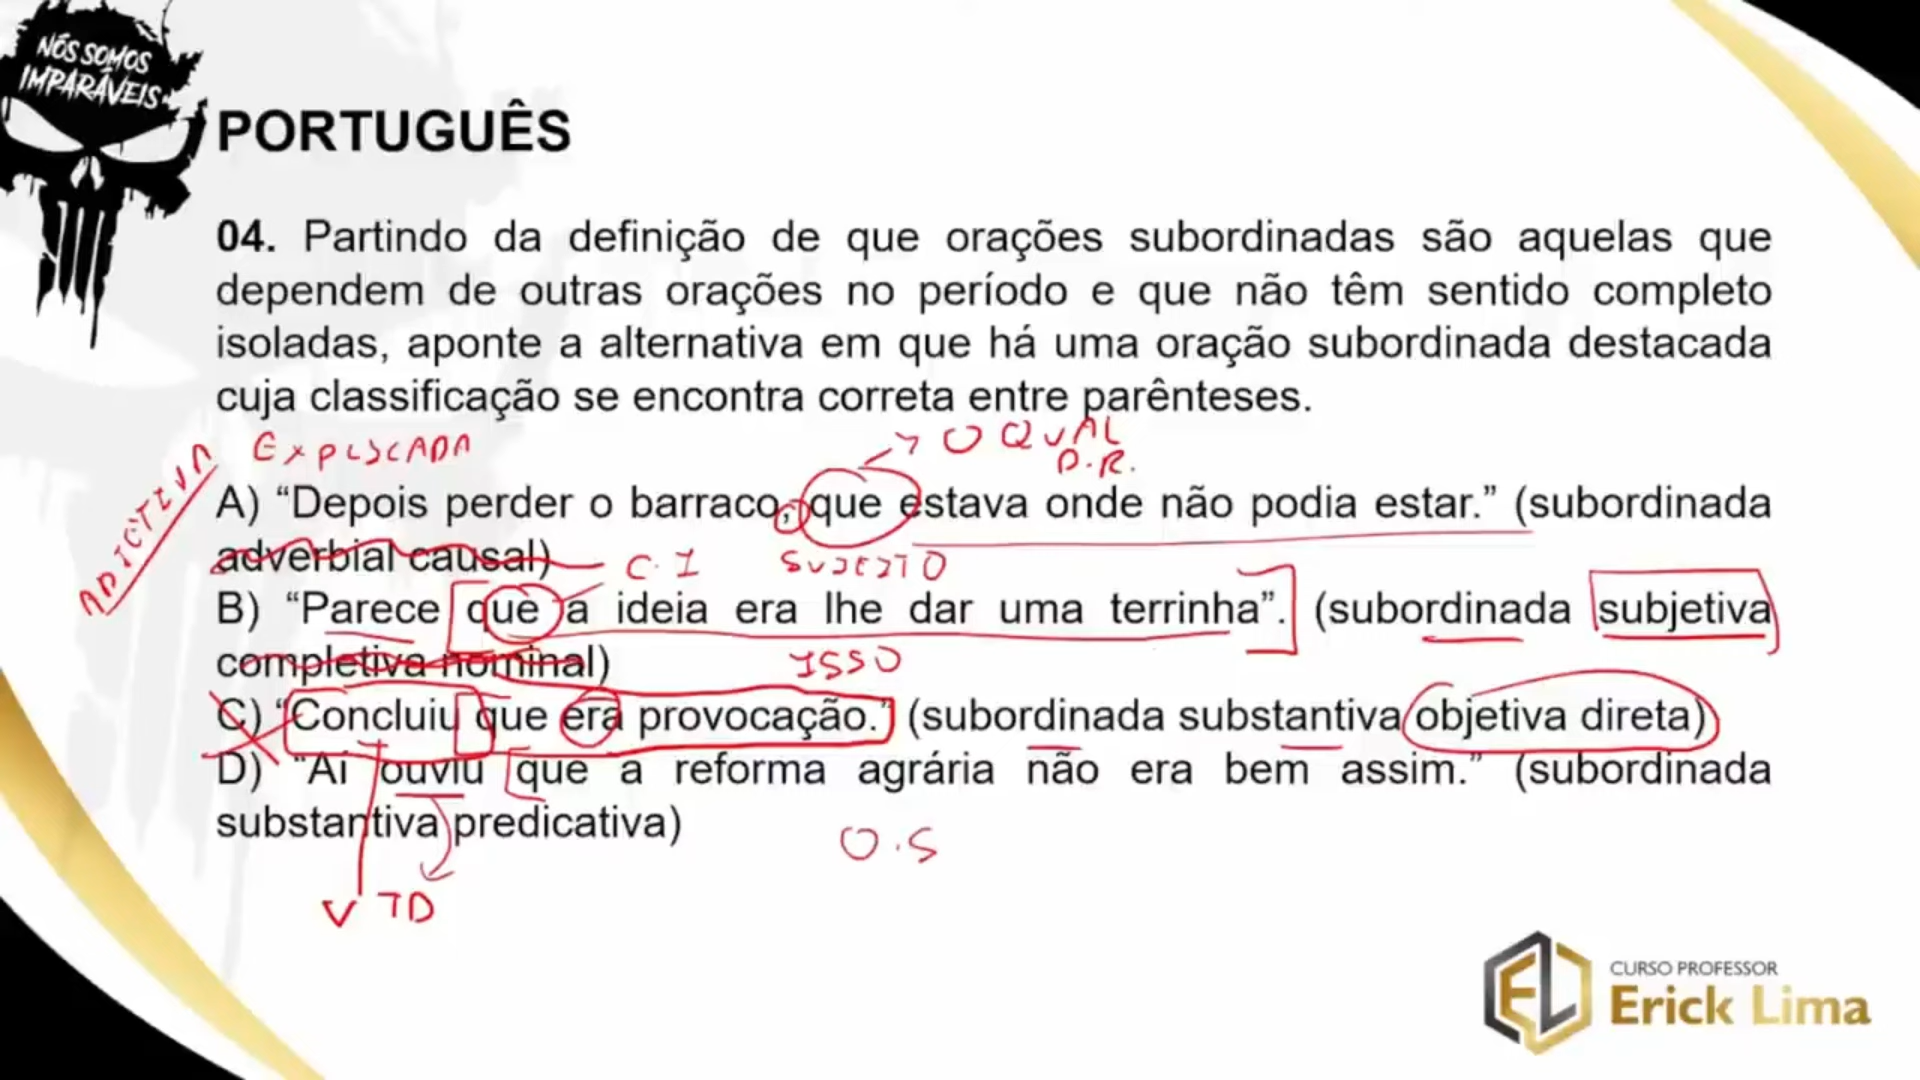 NÓS SOMOS
IMPARÁVEIS
PORTUGUÊS
04. Partindo da definição de que orações subordinadas são aquelas que
dependem de outras orações no período e que não têm sentido completo
isoladas, aponte a alternativa em que há uma oração subordinada destacada
cuja classificação se encontra correta entre parênteses.
O QUAL
P.R.
A) “Depois perder o barraco, que estava onde não podia estar.” (subordinada
adverbial causal)
C.I
SUJEITO
B) “Parece que a ideia era lhe dar uma terrinha”. (subordinada subjetiva
completiva nominal)
ISSO
C) “Concluiu que era provocação.” (subordinada substantiva objetiva direta)
D) “Aí ouviu que a reforma agrária não era bem assim.” (subordinada
substantiva predicativa)
O.S
VTD
CURSO PROFESSOR
Erick Lima